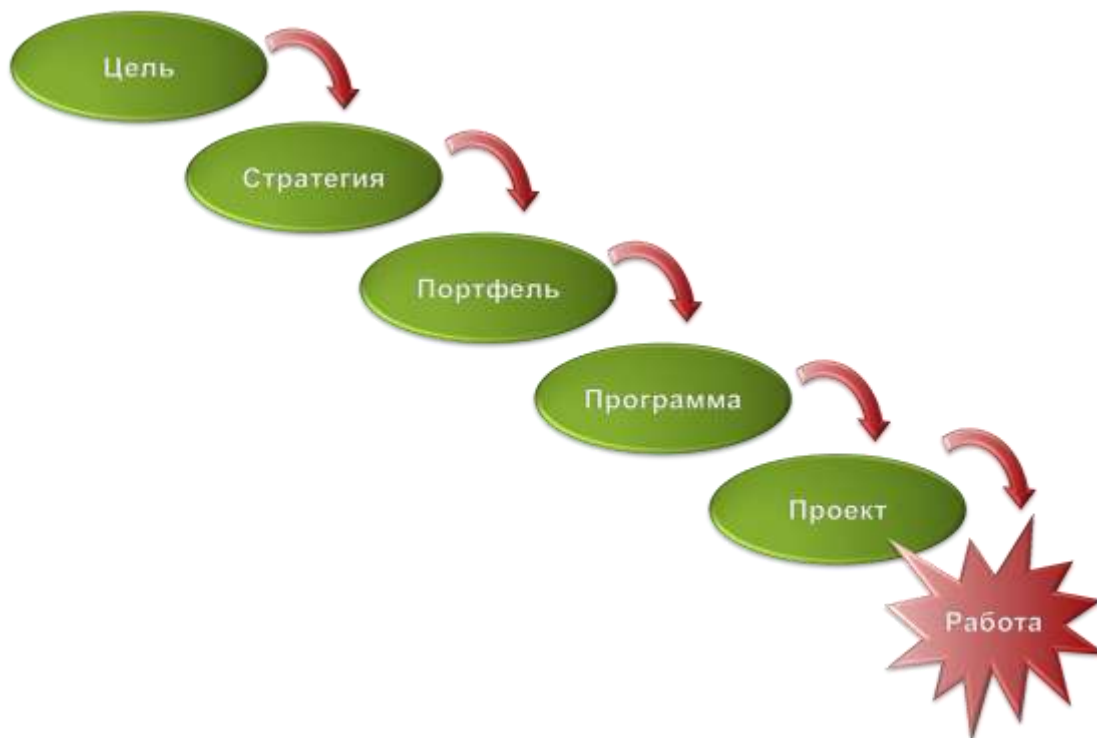 Цель
Стратегия
Портфель
Программа
Проект
Работа